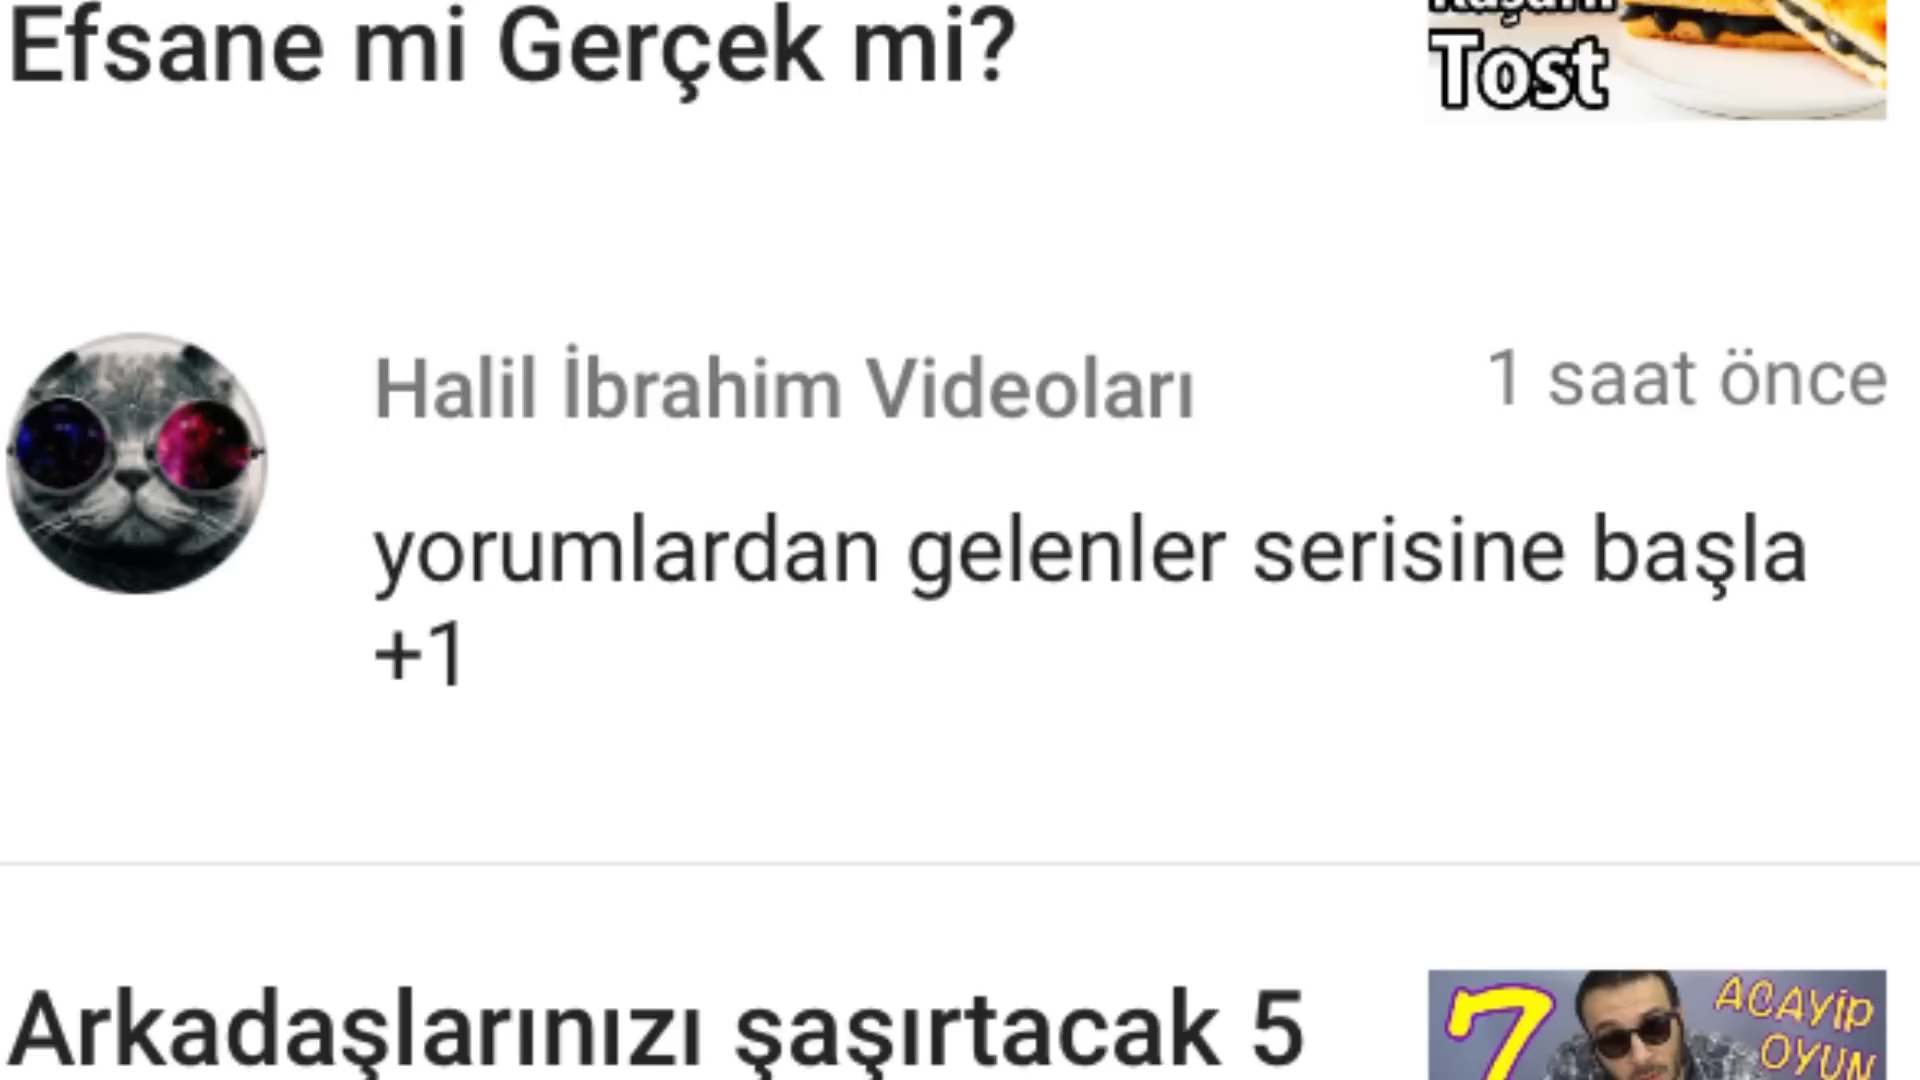 Efsane mi Gerçek mi?
Tost
Halil İbrahim Videoları
1 saat önce
yorumlardan gelenler serisine başla
+1
Arkadaşlarınızı şaşırtacak 5
7
ACAYİP
OYUN